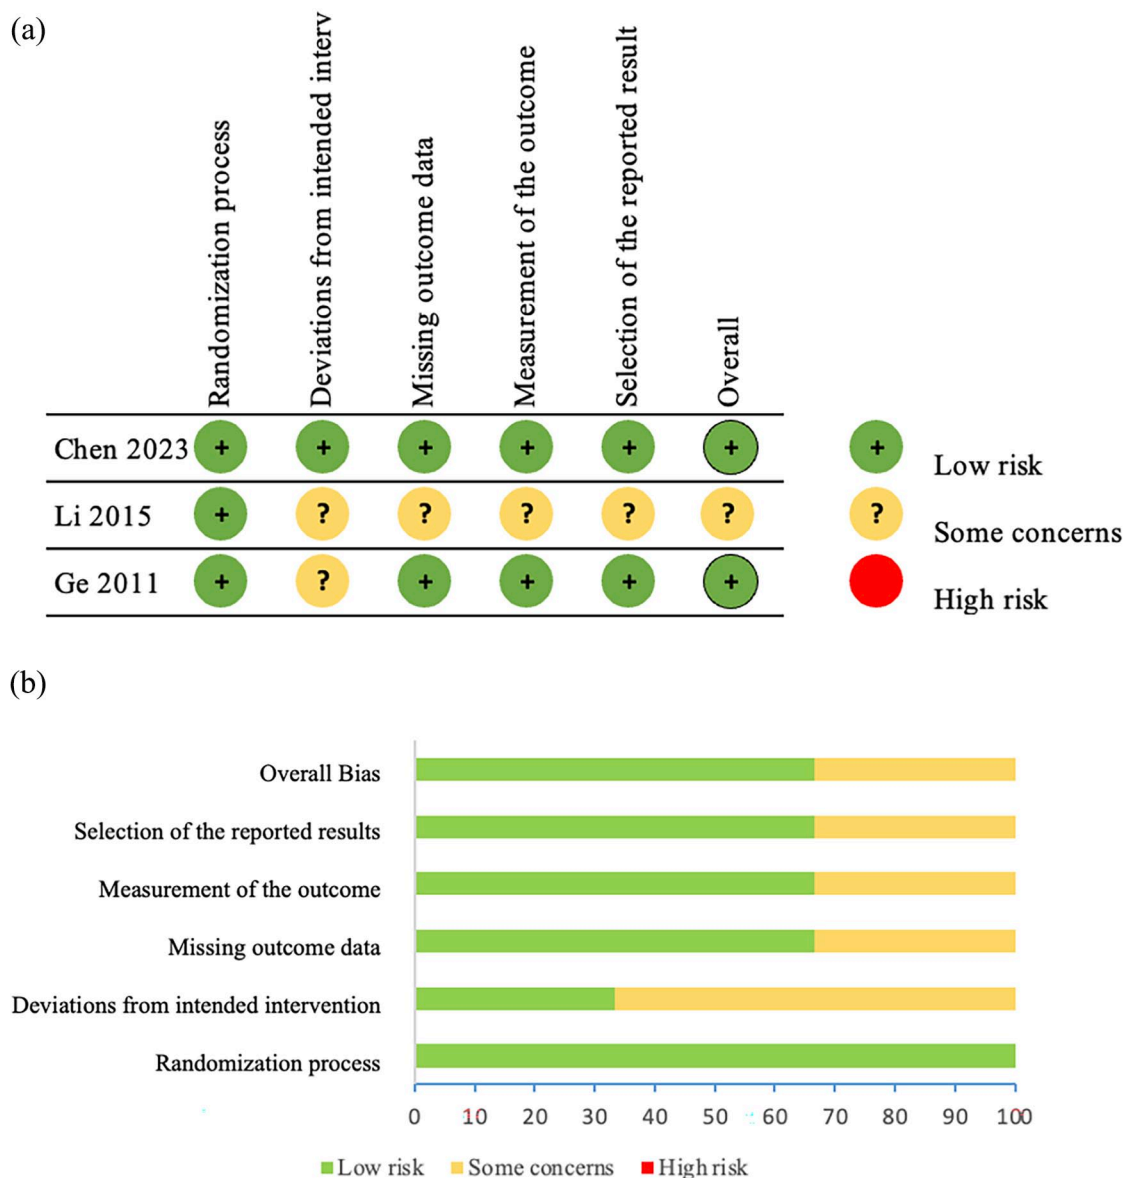 (a)
Randomization process
Deviations from intended interv
Missing outcome data
Measurement of the outcome
Selection of the reported result
Overall
Chen 2023 + + + + + + + Low risk
Li 2015 + ? ? ? ? ? ? Some concerns
Ge 2011 + ? + + + + High risk
(b)
Overall Bias
Selection of the reported results
Measurement of the outcome
Missing outcome data
Deviations from intended intervention
Randomization process
0 10 20 30 40 50 60 70 80 90 100
Low risk Some concerns High risk